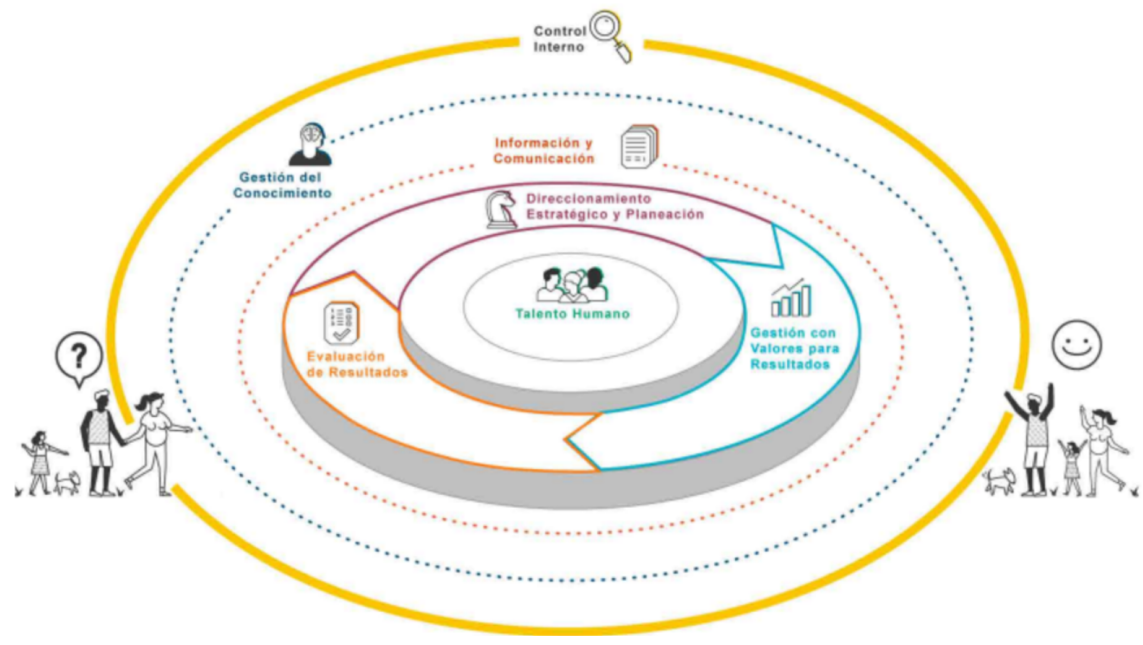 Control
Interno
Información y
Comunicación
Gestión del
Conocimiento
Direccionamiento
Estratégico y Planeación
Talento Humano
Gestión con
Valores para
Resultados
Evaluación
de Resultados
?